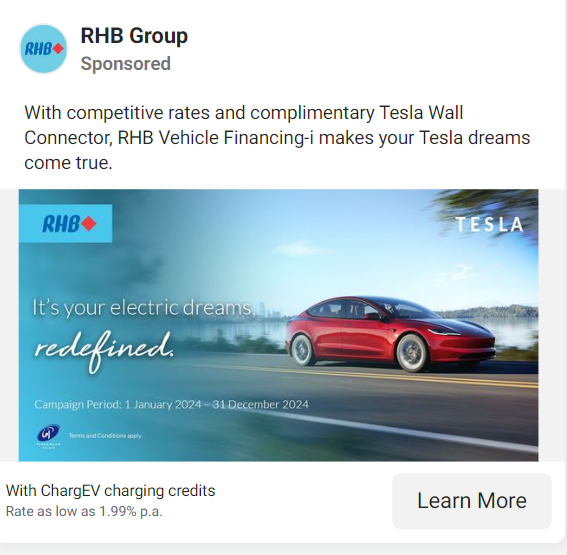 RHB
RHB Group
Sponsored
With competitive rates and complimentary Tesla Wall
Connector, RHB Vehicle Financing-i makes your Tesla dreams
come true.
RHB
TESLA
It's your electric dreams,
redefined.
Campaign Period: 1 January 2024 – 31 December 2024
Terms and Conditions apply.
With ChargEV charging credits
Rate as low as 1.99% p.a.
Learn More